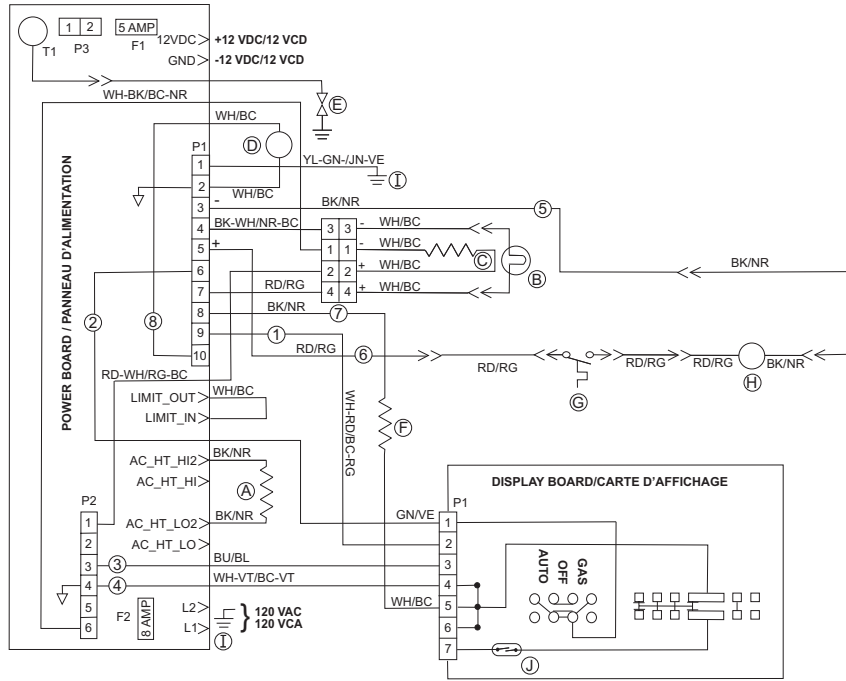 T1
1 2
P3
5 AMP
F1
12VDC
+12 VDC/12 VCD
GND
-12 VDC/12 VCD
E
WH-BK/BC-NR
WH/BC
D
P1
YL-GN-/JN-VE
I
WH/BC
1
2
3
4
5
6
7
8
9
10
-
+
BK/NR
5
BK-WH/NR-BC
3 3
1 1
2 2
4 4
- WH/BC
- WH/BC
+ WH/BC
+ WH/BC
C
B
BK/NR
POWER BOARD / PANNEAU D'ALIMENTATION
2
8
RD/RG
BK/NR
7
1
RD/RG
6
RD/RG
G
RD/RG
RD/RG
H
BK/NR
RD-WH/RG-BC
LIMIT_OUT
WH/BC
LIMIT_IN
WH-RD/BC-RG
F
AC_HT_HI2
BK/NR
AC_HT_HI
A
AC_HT_LO2
BK/NR
AC_HT_LO
P2
1
2
3
4
5
6
3
BU/BL
4
WH-VT/BC-VT
F2
8 AMP
L2
L1
I
120 VAC
120 VCA
GN/VE
WH/BC
DISPLAY BOARD/CARTE D'AFFICHAGE
P1
1
2
3
4
5
6
7
AUTO
OFF
GAS
J